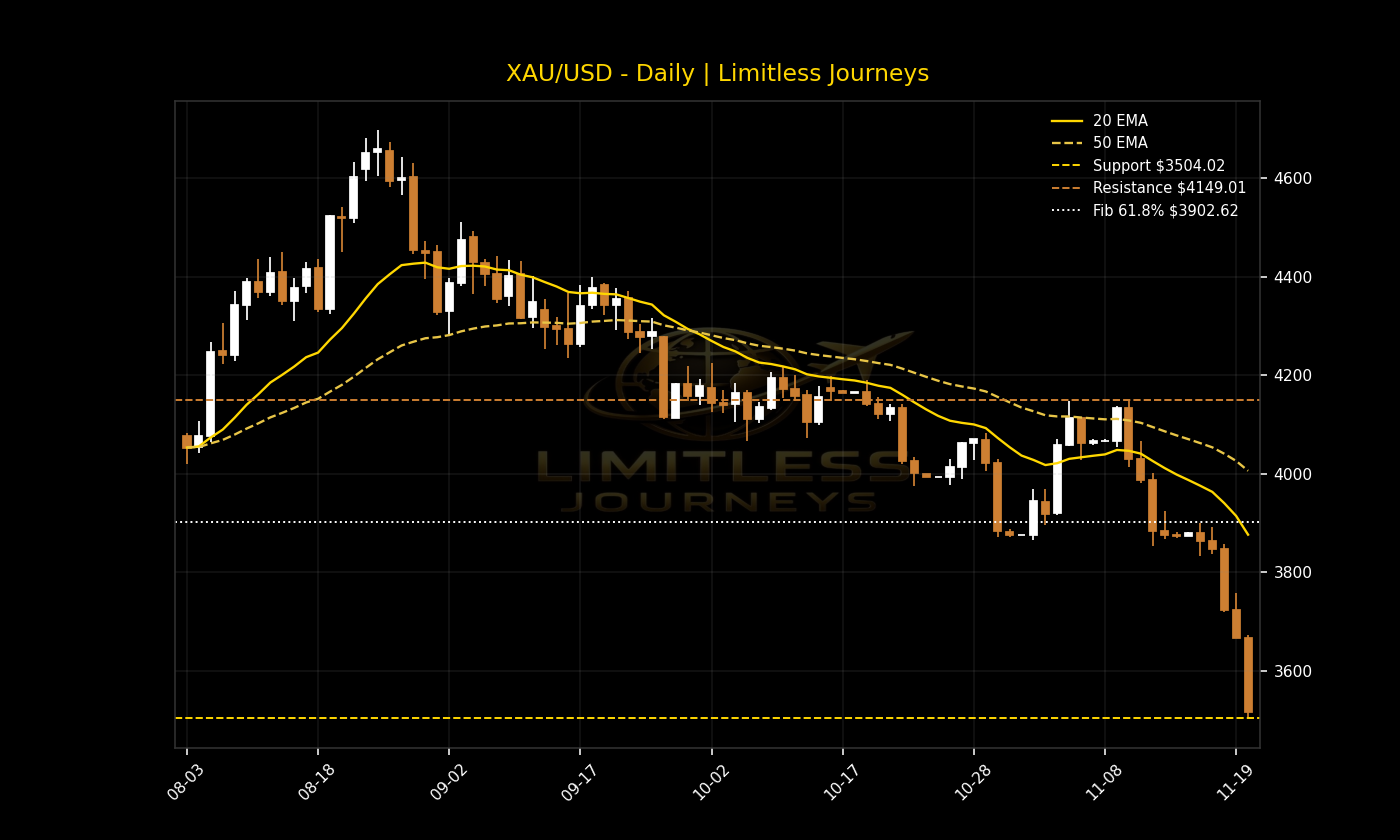 XAU/USD - Daily | Limitless Journeys
20 EMA
50 EMA
Support $3504.02
Resistance $4149.01
Fib 61.8% $3902.62
4600
4400
4200
4000
3800
3600
LIMITLESS
JOURNEYS
08-03
08-18
09-02
09-17
10-02
10-17
10-28
11-08
11-19